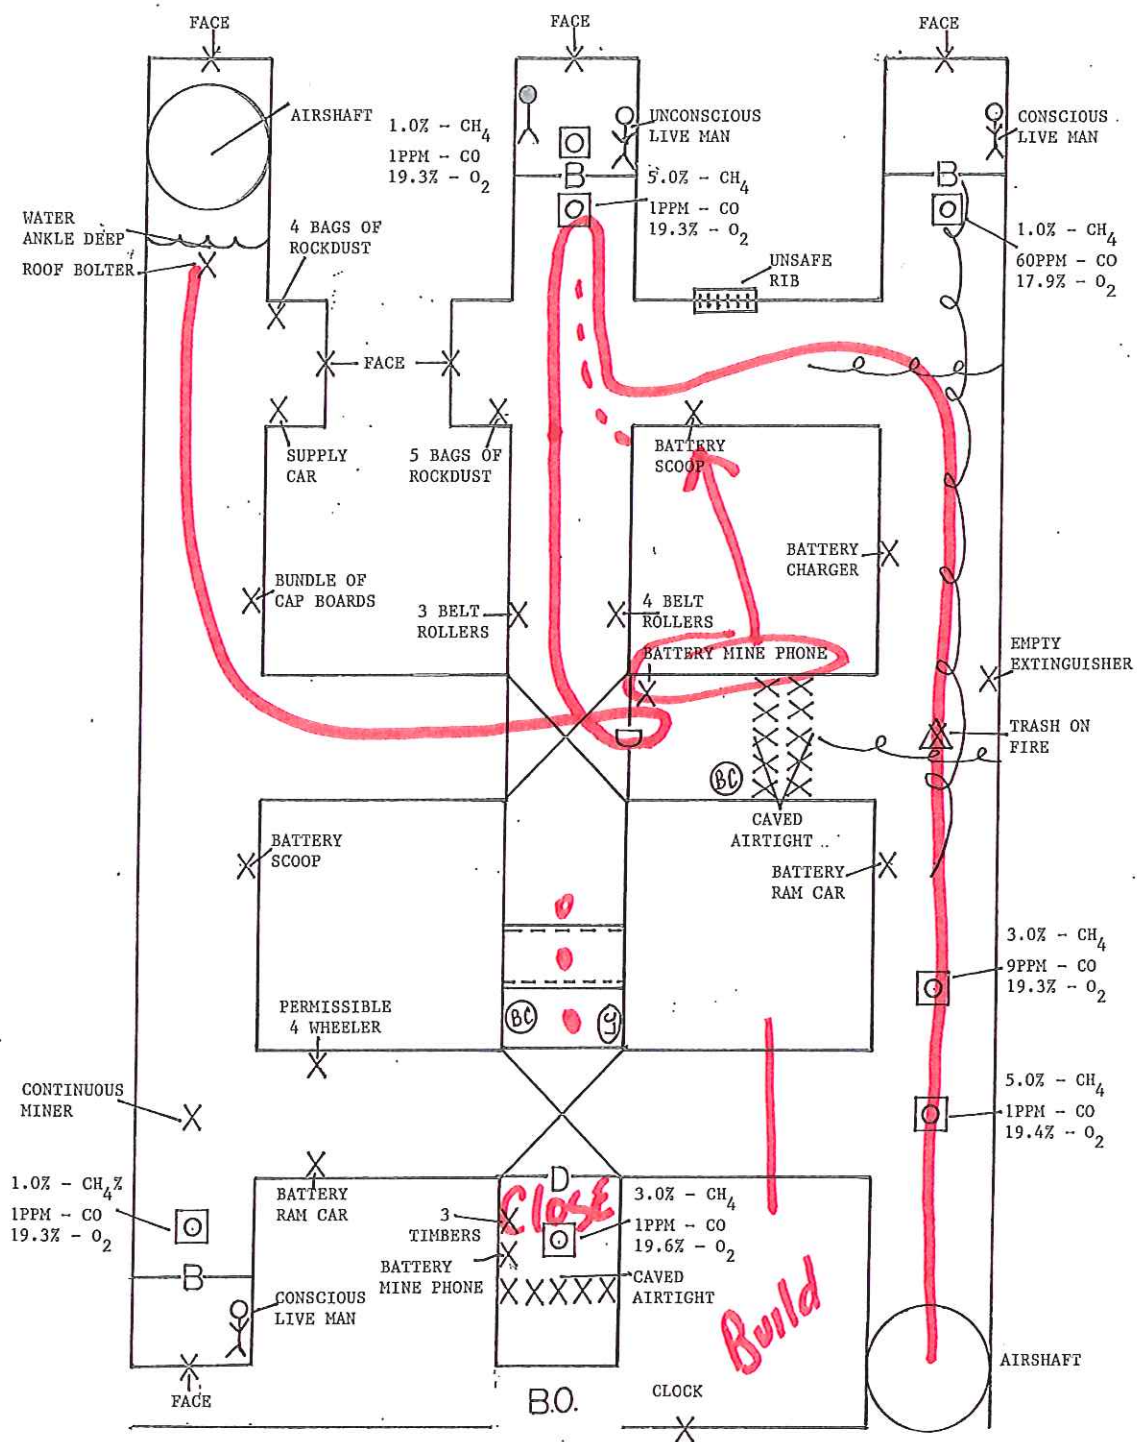 FACE
FACE
FACE
AIRSHAFT
1.0% - CH4
1PPM - CO
19.3% - O2
UNCONSCIOUS
LIVE MAN
CONSCIOUS
LIVE MAN
B
B
5.0% - CH4
1PPM - CO
19.3% - O2
WATER
ANKLE DEEP
4 BAGS OF
ROCKDUST
ROOF BOLTER
UNSAFE
RIB
1.0% - CH4
60PPM - CO
17.9% - O2
FACE
SUPPLY
CAR
5 BAGS OF
ROCKDUST
BATTERY
SCOOP
BATTERY
CHARGER
BUNDLE OF
CAP BOARDS
3 BELT
ROLLERS
4 BELT
ROLLERS
BATTERY MINE PHONE
EMPTY
EXTINGUISHER
D
TRASH ON
FIRE
BC
CAVED
AIRTIGHT
BATTERY
SCOOP
BATTERY
RAM CAR
3.0% - CH4
9PPM - CO
19.3% - O2
PERMISSIBLE
4 WHEELER
BC
CONTINUOUS
MINER
5.0% - CH4
1PPM - CO
19.4% - O2
1.0% - CH4%
1PPM - CO
19.3% - O2
BATTERY
RAM CAR
D
Close
3
TIMBERS
3.0% - CH4
1PPM - CO
19.6% - O2
BATTERY
MINE PHONE
CAVED
AIRTIGHT
B
CONSCIOUS
LIVE MAN
Build
AIRSHAFT
FACE
B.O.
CLOCK